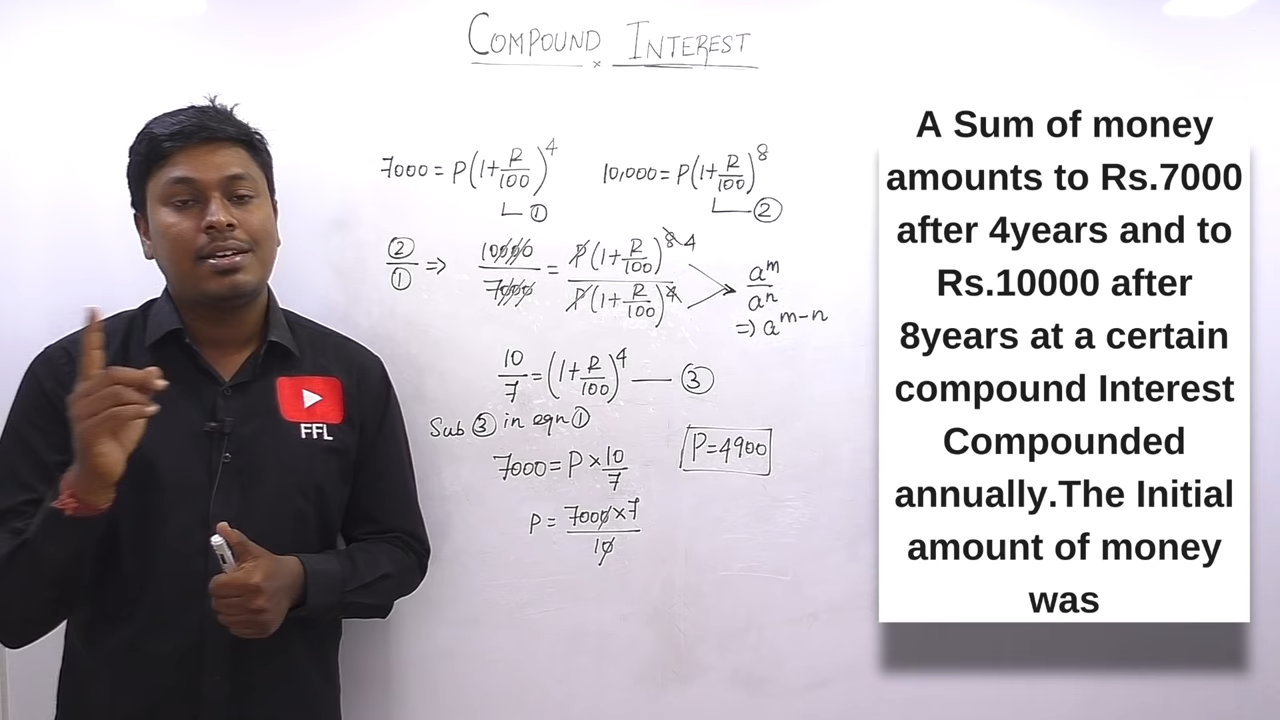 COMPOUND INTEREST
7000 = P(1+R/100)^4
10,000 = P(1+R/100)^8
①
②
②/① ⇒ 10000/7000 = P(1+R/100)^8 4 / P(1+R/100)^4
a^m/a^n
⇒ a^m-n
10/7 = (1+R/100)^4 — ③
Sub ③ in eqn ①
7000 = P × 10/7
P=4900
P = 7000×7/10
FFL
A Sum of money
amounts to Rs.7000
after 4years and to
Rs.10000 after
8years at a certain
compound Interest
Compounded
annually.The Initial
amount of money
was